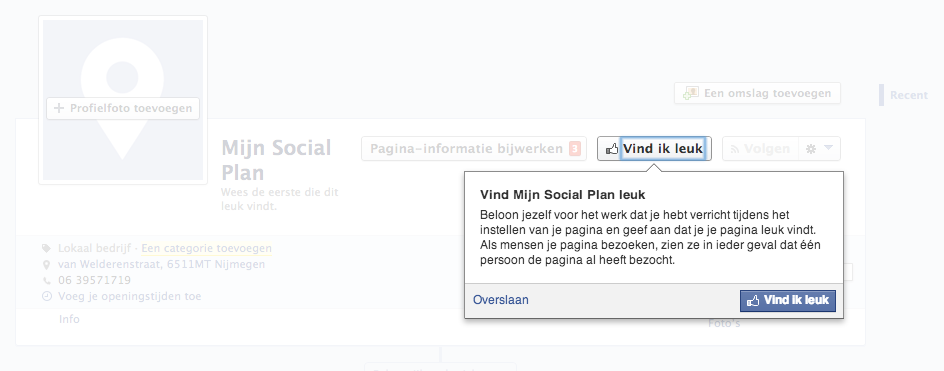 Profielfoto toevoegen
Een omslag toevoegen
Recent
Mijn Social
Plan
Wees de eerste die dit
leuk vindt.
Pagina-informatie bijwerken 3
Vind ik leuk
Volgen
Vind Mijn Social Plan leuk
Beloon jezelf voor het werk dat je hebt verricht tijdens het
instellen van je pagina en geef aan dat je je pagina leuk vindt.
Als mensen je pagina bezoeken, zien ze in ieder geval dat één
persoon de pagina al heeft bezocht.
Overslaan
Vind ik leuk
Lokaal bedrijf · Een categorie toevoegen
van Welderenstraat, 6511MT Nijmegen
06 39571719
Voeg je openingstijden toe
Info
Foto's